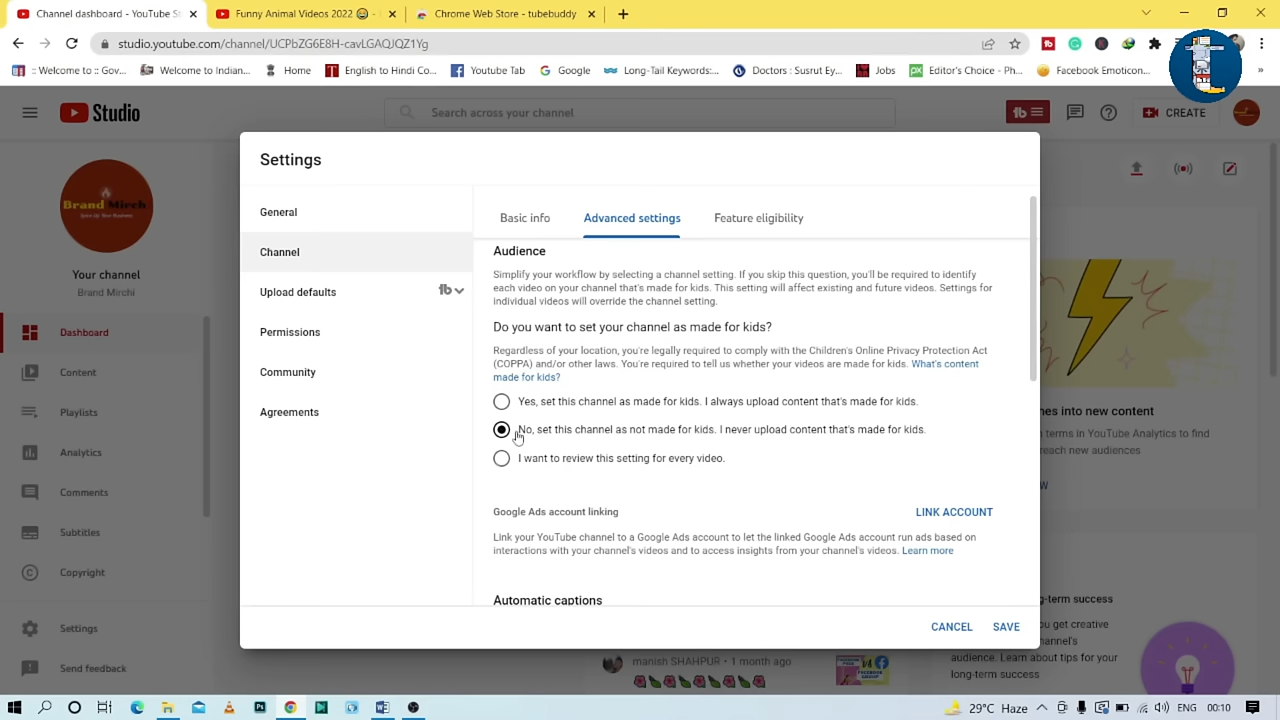 Channel dashboard - YouTube St
Funny Animal Videos 2022
Chrome Web Store - tubebuddy
studio.youtube.com/channel/UCPbZG6E8H-cavLGAQJQZ1Yg
:: Welcome to :: Gov...
Welcome to Indian...
Home
English to Hindi Co...
Youtube Tab
Google
Long-Tail Keywords:...
Doctors : Susrut Ey...
Jobs
Editor's Choice - Ph...
Facebook Emoticon...
Studio
Search across your channel
CREATE
Settings
General
Channel
Upload defaults
Permissions
Community
Agreements
Basic info
Advanced settings
Feature eligibility
Audience
Simplify your workflow by selecting a channel setting. If you skip this question, you'll be required to identify
each video on your channel that's made for kids. This setting will affect existing and future videos. Settings for
individual videos will override the channel setting.
Do you want to set your channel as made for kids?
Regardless of your location, you're legally required to comply with the Children's Online Privacy Protection Act
(COPPA) and/or other laws. You're required to tell us whether your videos are made for kids. What's content
made for kids?
Yes, set this channel as made for kids. I always upload content that's made for kids.
No, set this channel as not made for kids. I never upload content that's made for kids.
I want to review this setting for every video.
Google Ads account linking
LINK ACCOUNT
Link your YouTube channel to a Google Ads account to let the linked Google Ads account run ads based on
interactions with your channel's videos and to access insights from your channel's videos. Learn more
Automatic captions
CANCEL
SAVE
Brand Mirch
Spice Up Your Business
Your channel
Brand Mirchi
Dashboard
Content
Playlists
Analytics
Comments
Subtitles
Copyright
Settings
Send feedback
nes into new content
n terms in YouTube Analytics to find
each new audiences
W
ng-term success
ou get creative
annel's
audience. Learn about tips for your
long-term success
manish SHAHPUR • 1 month ago
29°C Haze
ENG
00:10